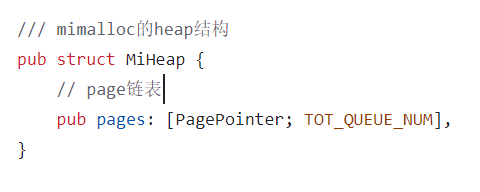 /// mimalloc的heap结构
pub struct MiHeap {
    // page链表
    pub pages: [PagePointer; TOT_QUEUE_NUM],
}